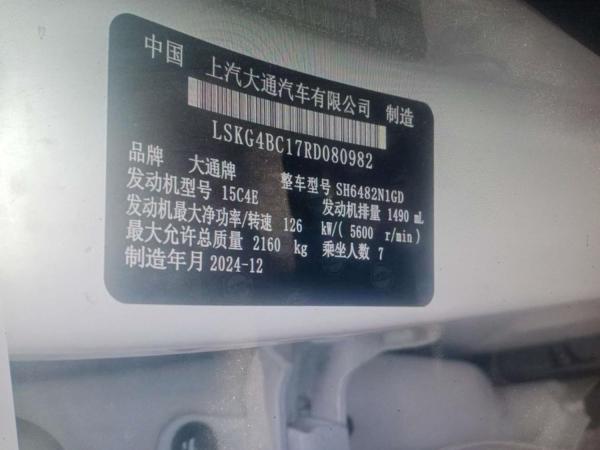 中国 上汽大通汽车有限公司 制造
LSKG4BC17RD080982
品牌 大通牌 整车型号 SH6482N1GD
发动机型号 15C4E 发动机排量 1490 mL
发动机最大净功率/转速 126 kW/( 5600 r/min)
最大允许总质量 2160 kg 乘坐人数 7
制造年月 2024-12